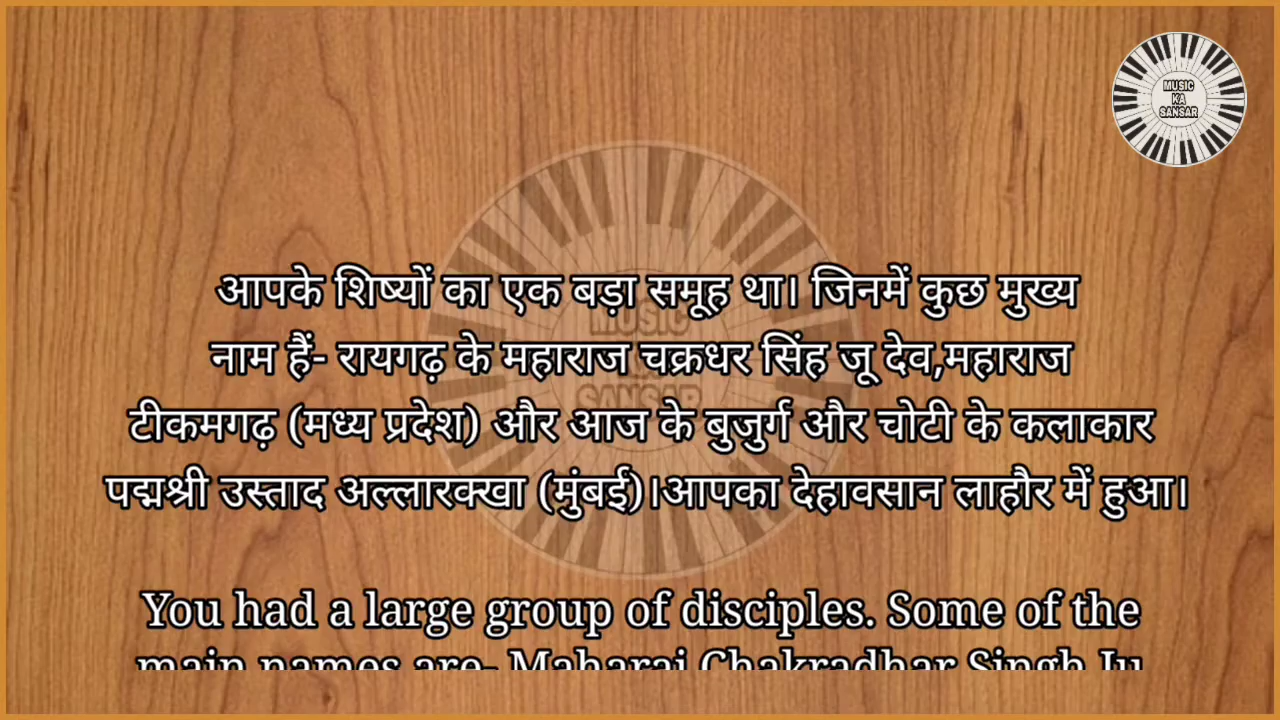 MUSIC
KA
SANSAR
आपके शिष्यों का एक बड़ा समूह था। जिनमें कुछ मुख्य
नाम हैं- रायगढ़ के महाराज चक्रधर सिंह जू देव,महाराज
टीकमगढ़ (मध्य प्रदेश) और आज के बुजुर्ग और चोटी के कलाकार
पद्मश्री उस्ताद अल्लारक्खा (मुंबई)।आपका देहावसान लाहौर में हुआ।
MUSIC
SANSAR
You had a large group of disciples. Some of the
main names are- Maharaj Chakradhar Singh Ju